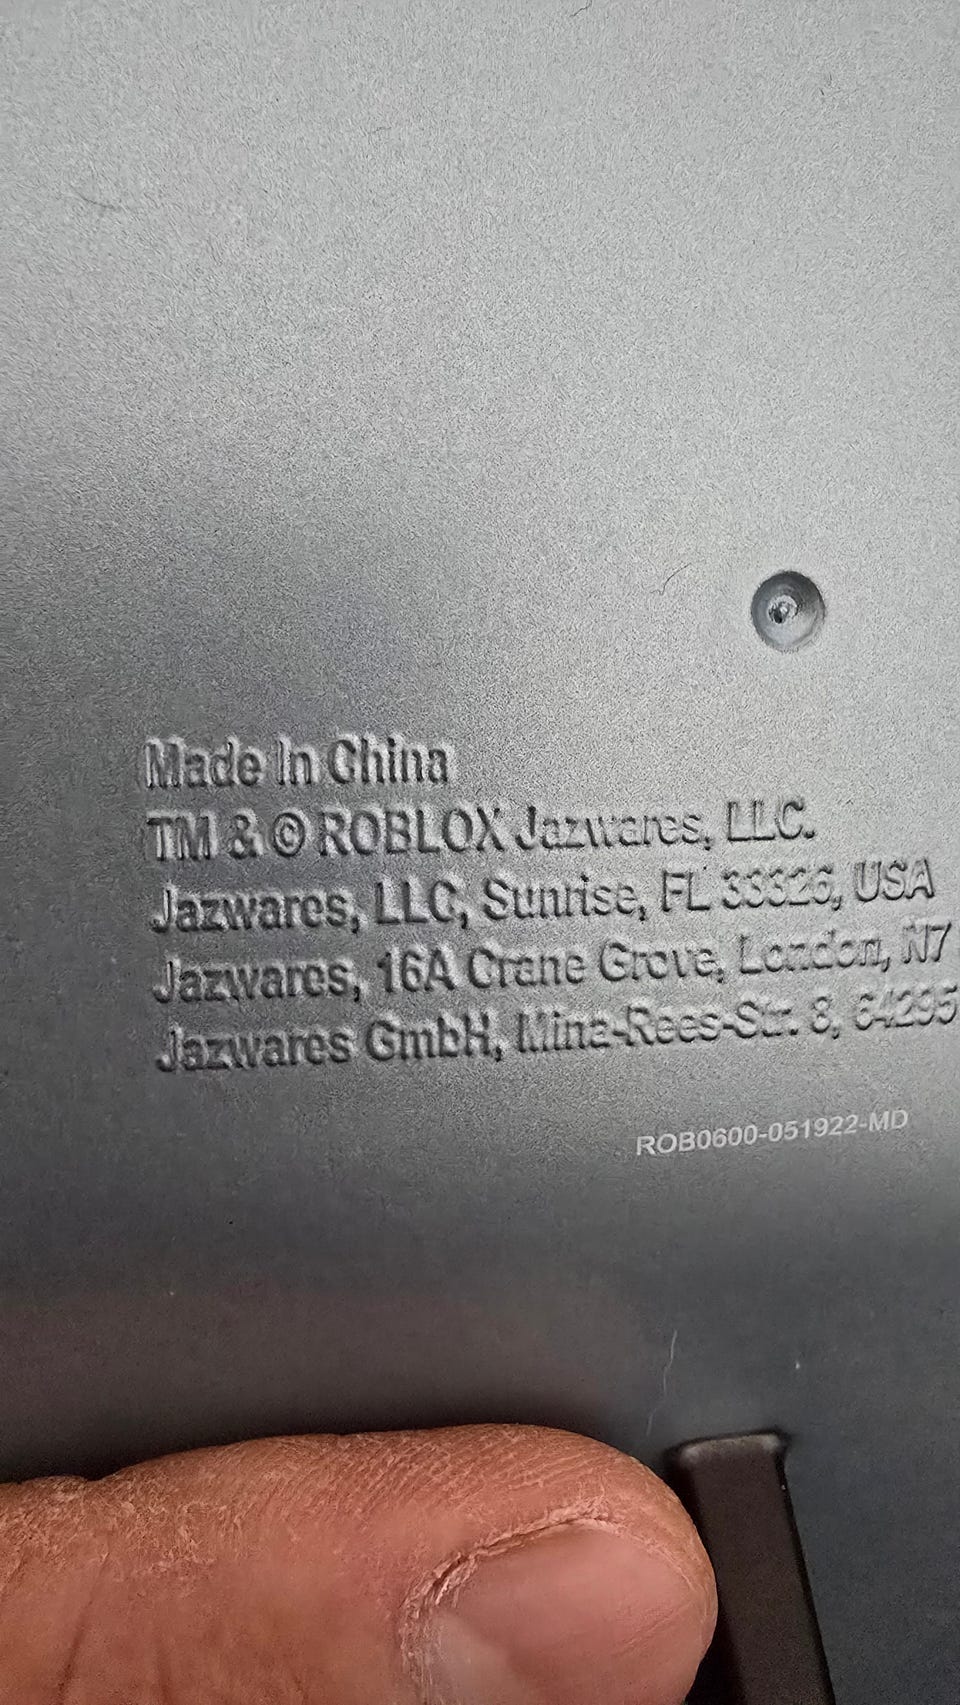 Made In China
TM & © ROBLOX Jazwares, LLC.
Jazwares, LLC, Sunrise, FL 33326, USA
Jazwares, 16A Crane Grove, London, N7
Jazwares GmbH, Mina-Rees-Str. 8, 64295
ROB0600-051922-MD